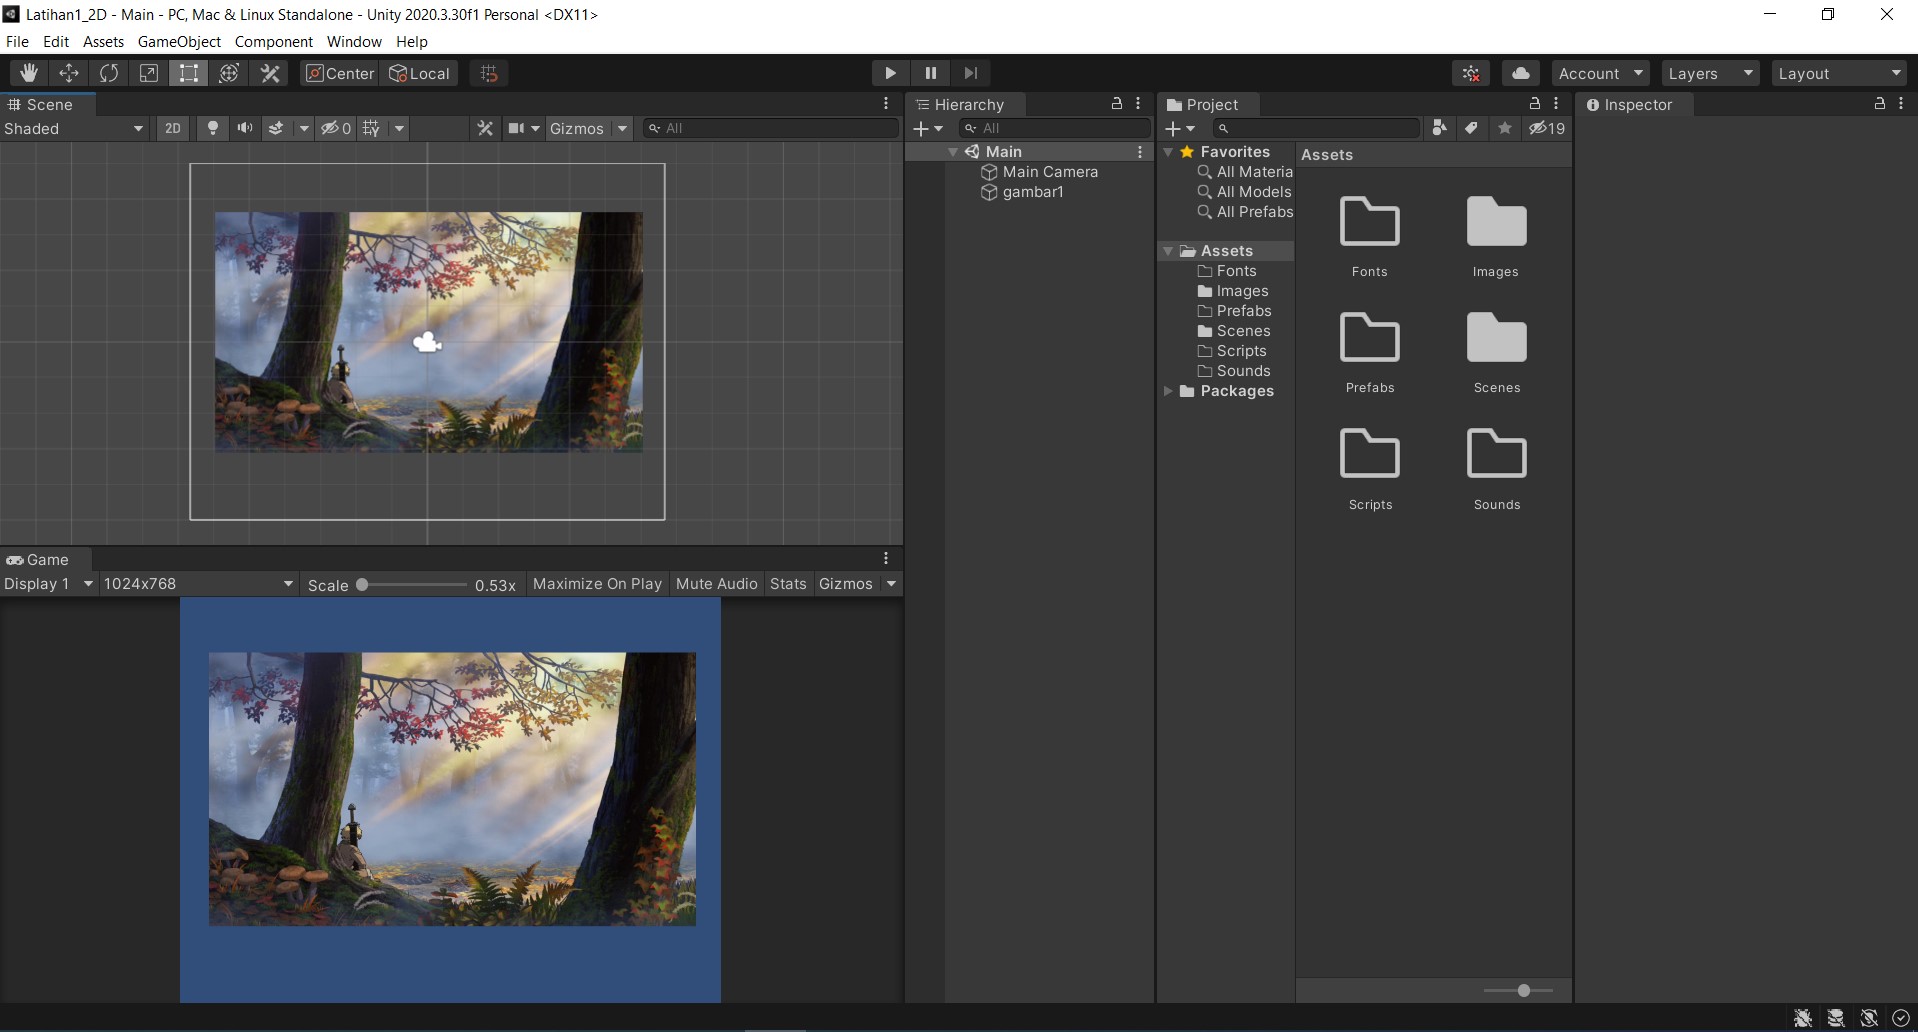 Latihan1_2D - Main - PC, Mac & Linux Standalone - Unity 2020.3.30f1 Personal <DX11>
File Edit Assets GameObject Component Window Help
Center Local Account Layers Layout
Scene
Shaded 2D 0 Gizmos All
Hierarchy
All
Main
Main Camera
gambar1
Project
19
Favorites
All Materia
All Models
All Prefabs
Assets
Fonts
Images
Prefabs
Scenes
Scripts
Sounds
Packages
Assets
Fonts Images
Prefabs Scenes
Scripts Sounds
Inspector
Game
Display 1 1024x768 Scale 0.53x Maximize On Play Mute Audio Stats Gizmos